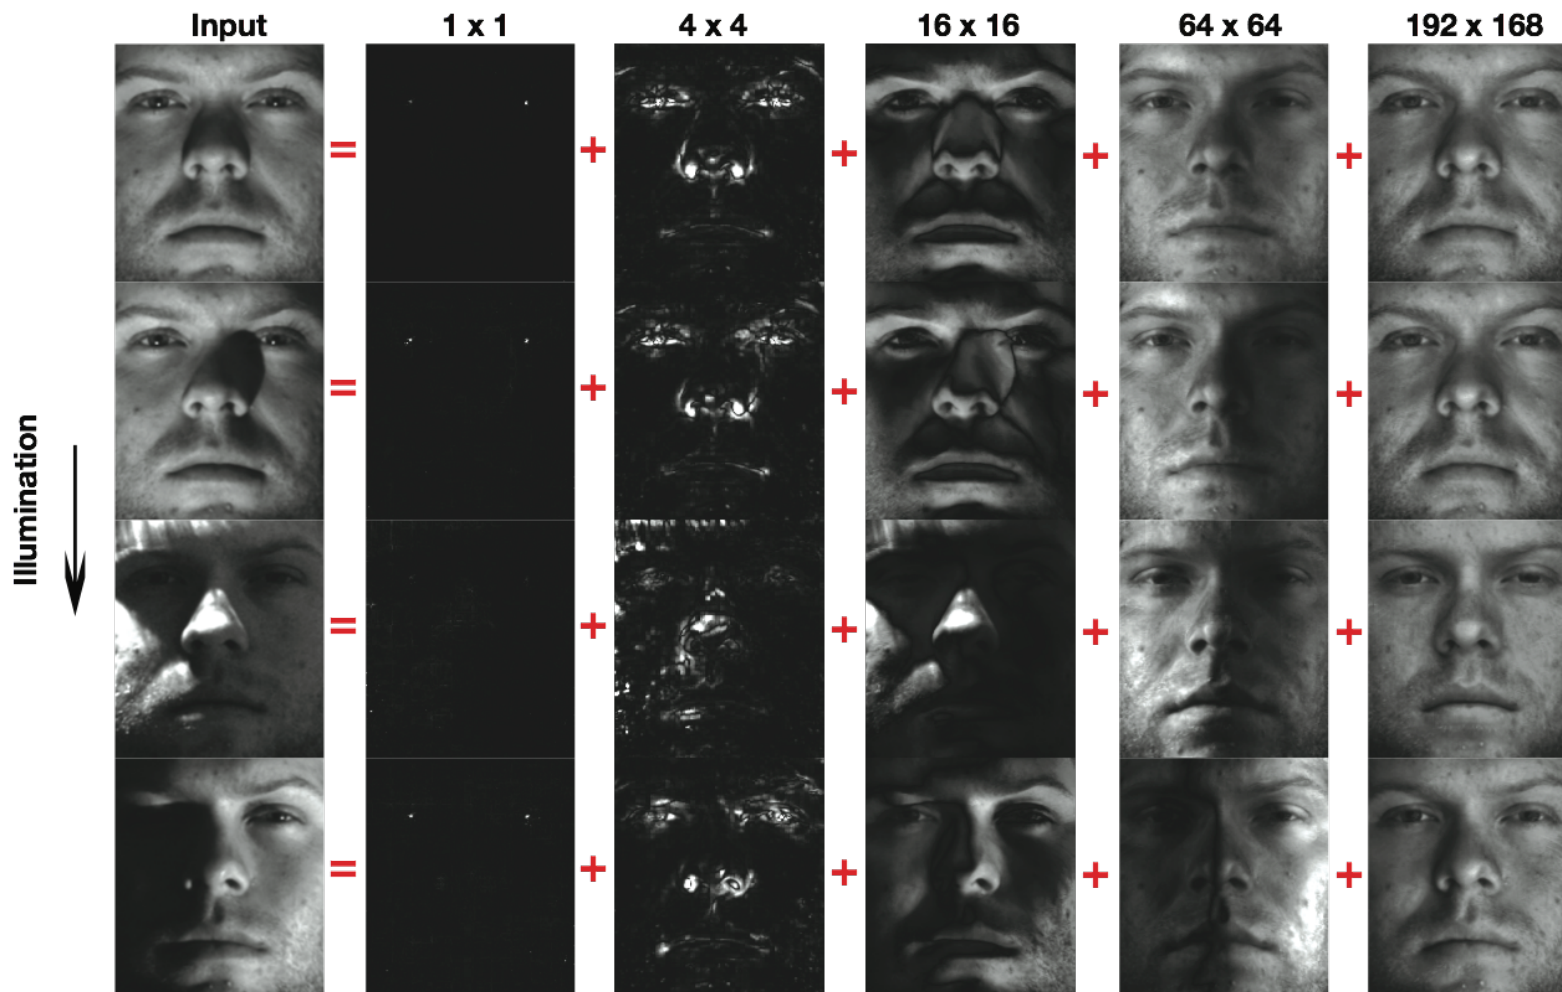 Input 1 x 1 4 x 4 16 x 16 64 x 64 192 x 168
= + + + +
= + + + +
Illumination
= + + + +
= + + + +